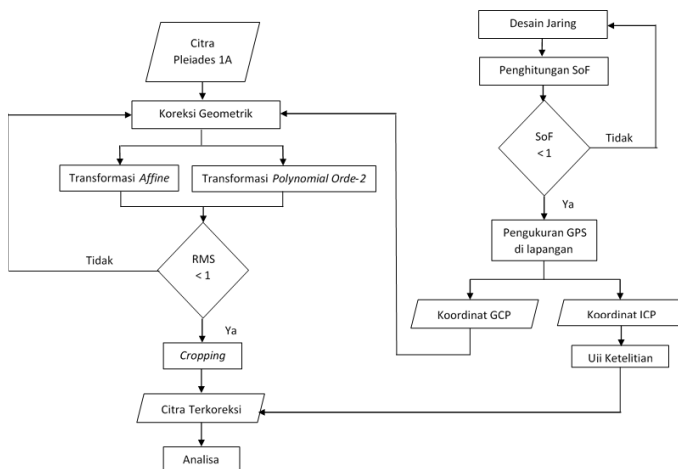 Citra
Pleiades 1A
Koreksi Geometrik
Transformasi Affine
Transformasi Polynomial Orde-2
Tidak
RMS
< 1
Ya
Cropping
Citra Terkoreksi
Analisa
Desain Jaring
Penghitungan SoF
SoF
< 1
Tidak
Ya
Pengukuran GPS
di lapangan
Koordinat GCP
Koordinat ICP
Uii Ketelitian